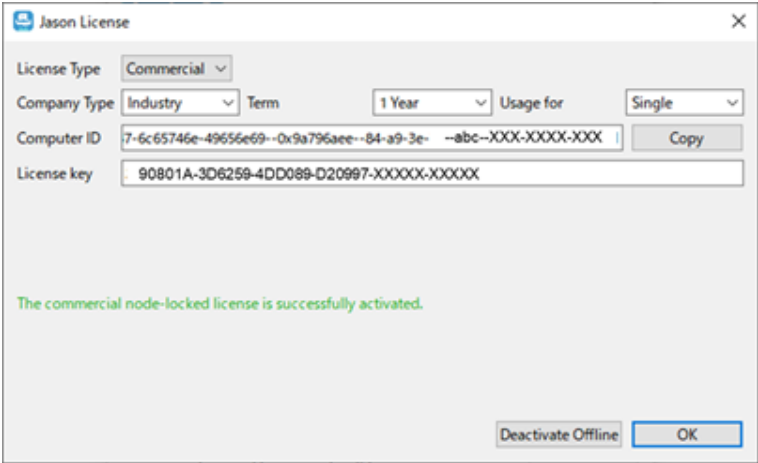 Jason License
License Type Commercial
Company Type Industry Term 1 Year Usage for Single
Computer ID 7-6c65746e-49656e69--0x9a796aee--84-a9-3e- --abc--XXX-XXXX-XXX Copy
License key 90801A-3D6259-4DD089-D20997-XXXXX-XXXXX
The commercial node-locked license is successfully activated.
Deactivate Offline OK